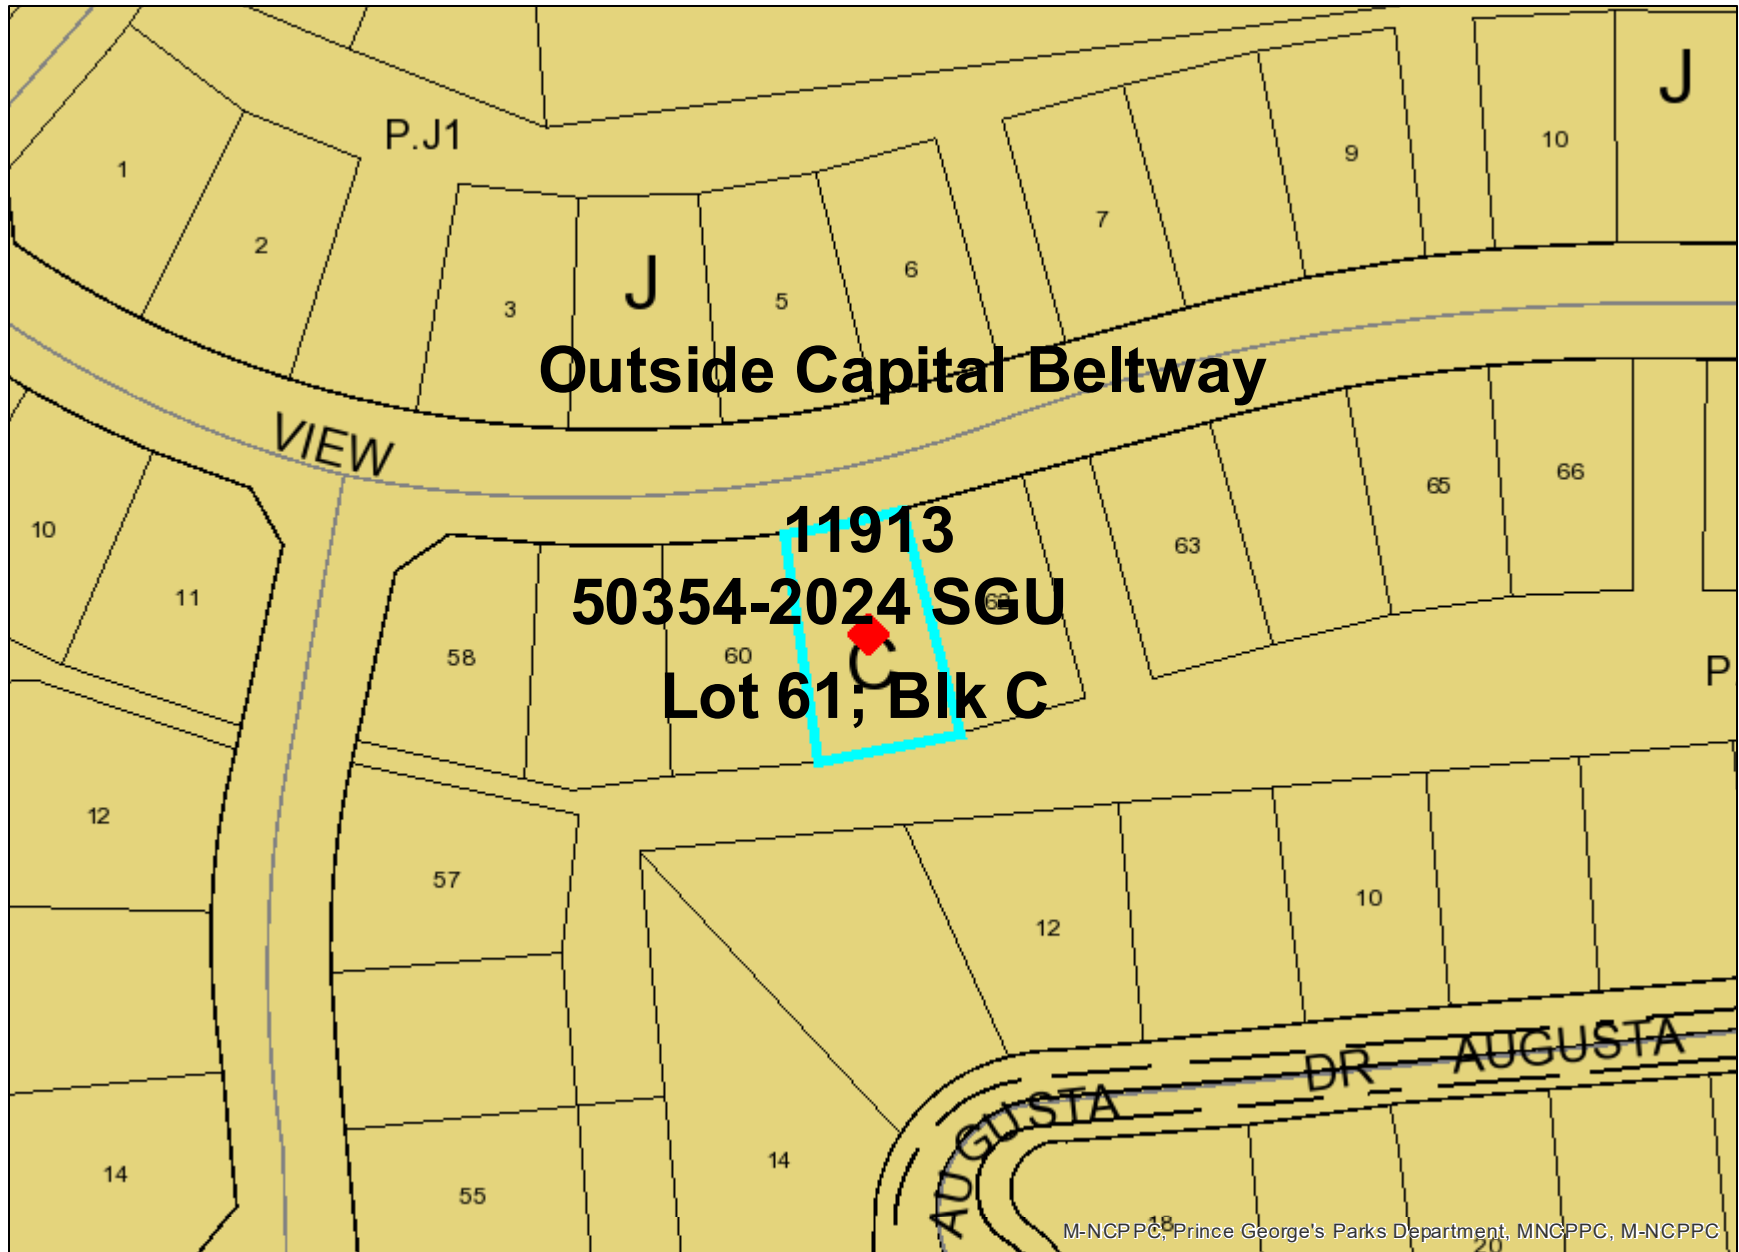 J
P.J1
10
9
1
7
2
6
J
5
3
Outside Capital Beltway
VIEW
66
65
11913
10
63
11
50354-2024 SGU
62
60
58
C
P
Lot 61; Blk C
12
57
10
12
AUGUSTA DR AUGUSTA
14
14
55
18
M-NCPPC, Prince George's Parks Department, MNCPPC, M-NCPPC
20
AU